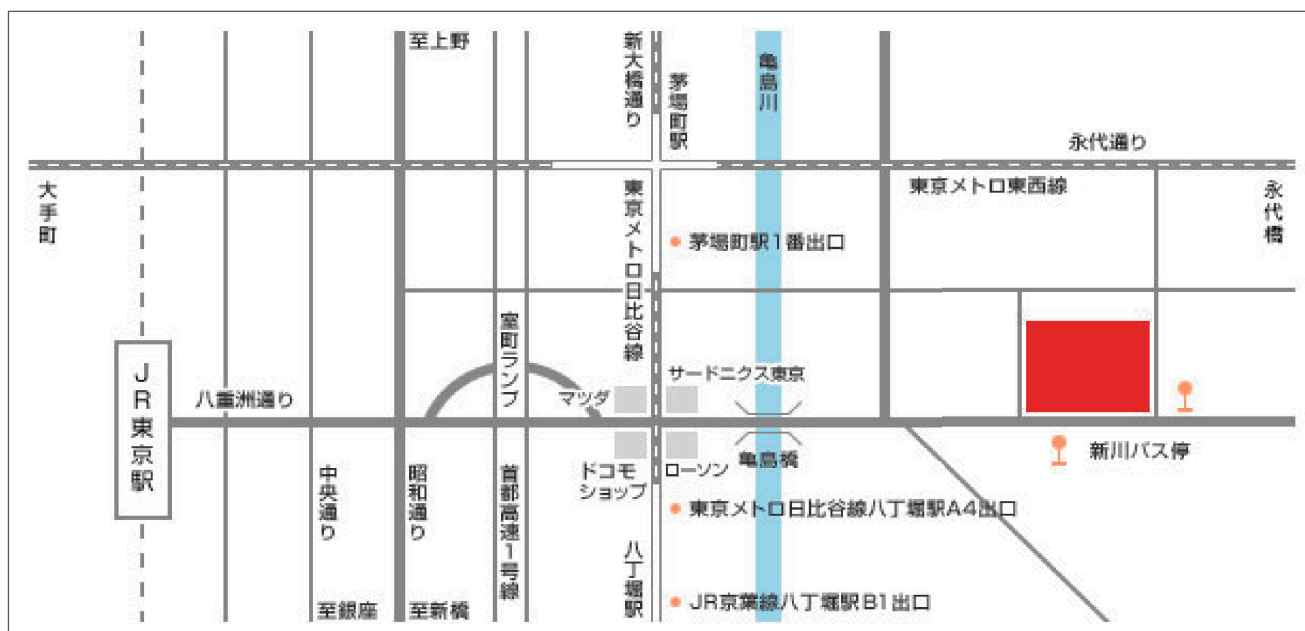 至上野
新大橋通り
茅場町駅
亀島川
永代通り
大手町
東京メトロ日比谷線
東京メトロ東西線
永代橋
茅場町駅1番出口
室町ランプ
JR東京駅
八重洲通り
マツダ
サードニクス東京
中央通り
昭和通り
首都高速1号線
ドコモ
ショップ
ローソン
亀島橋
新川バス停
東京メトロ日比谷線八丁堀駅A4出口
八丁堀駅
JR京葉線八丁堀駅B1出口
至銀座
至新橋